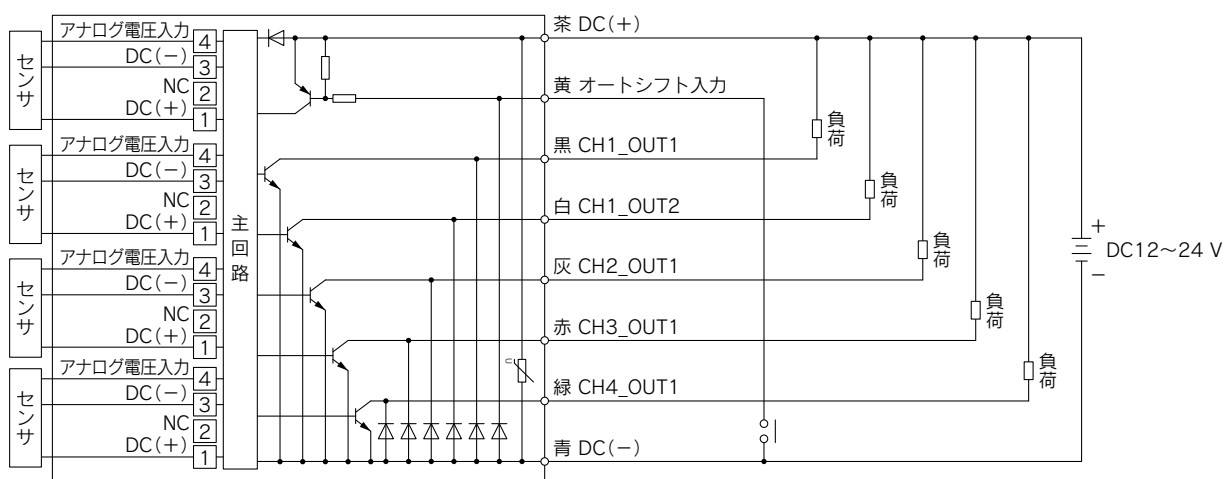 茶 DC(+)
アナログ電圧入力 4
DC(−) 3
NC 2
DC(+) 1
センサ
黄 オートシフト入力
負荷
アナログ電圧入力 4
DC(−) 3
NC 2
DC(+) 1
センサ
黒 CH1_OUT1
負荷
白 CH1_OUT2
主回路
負荷
+
DC12～24 V
−
アナログ電圧入力 4
DC(−) 3
NC 2
DC(+) 1
センサ
灰 CH2_OUT1
負荷
赤 CH3_OUT1
負荷
U
アナログ電圧入力 4
DC(−) 3
NC 2
DC(+) 1
センサ
緑 CH4_OUT1
青 DC(−)